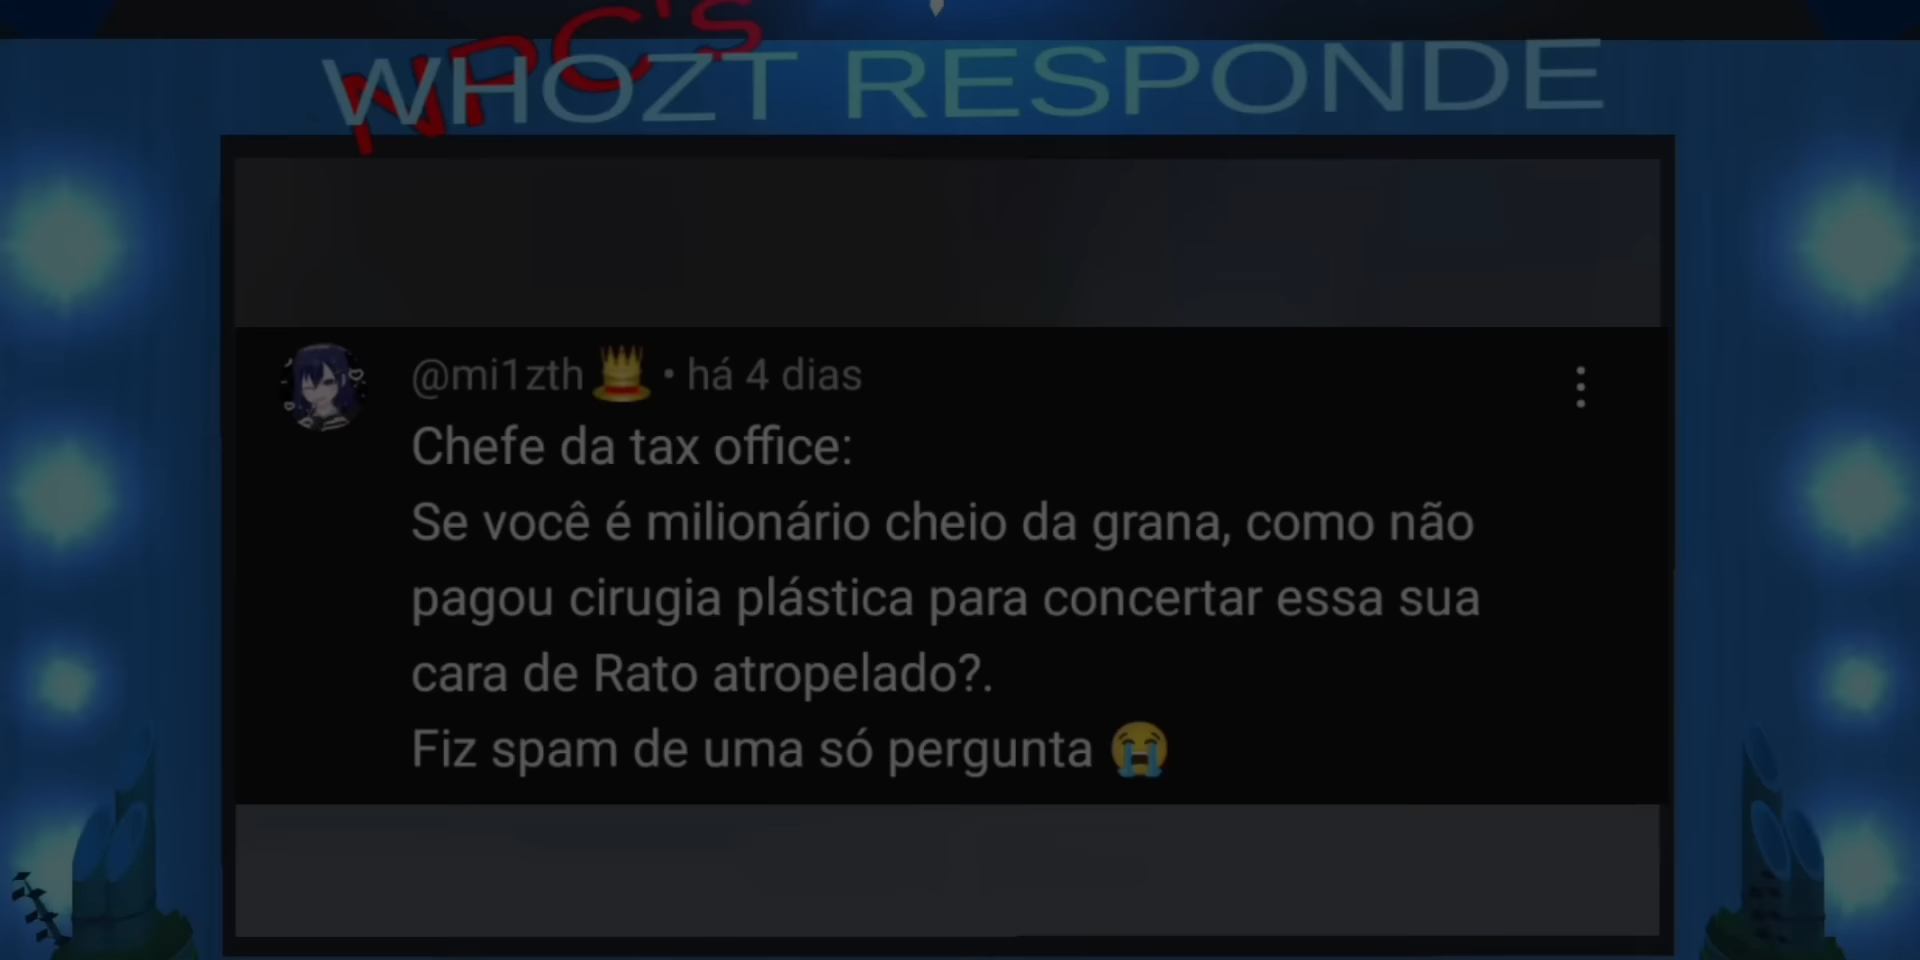 NPC'S
WHOZT RESPONDE
@mi1zth 👑 • há 4 dias
Chefe da tax office:
Se você é milionário cheio da grana, como não
pagou cirugia plástica para concertar essa sua
cara de Rato atropelado?.
Fiz spam de uma só pergunta 😭